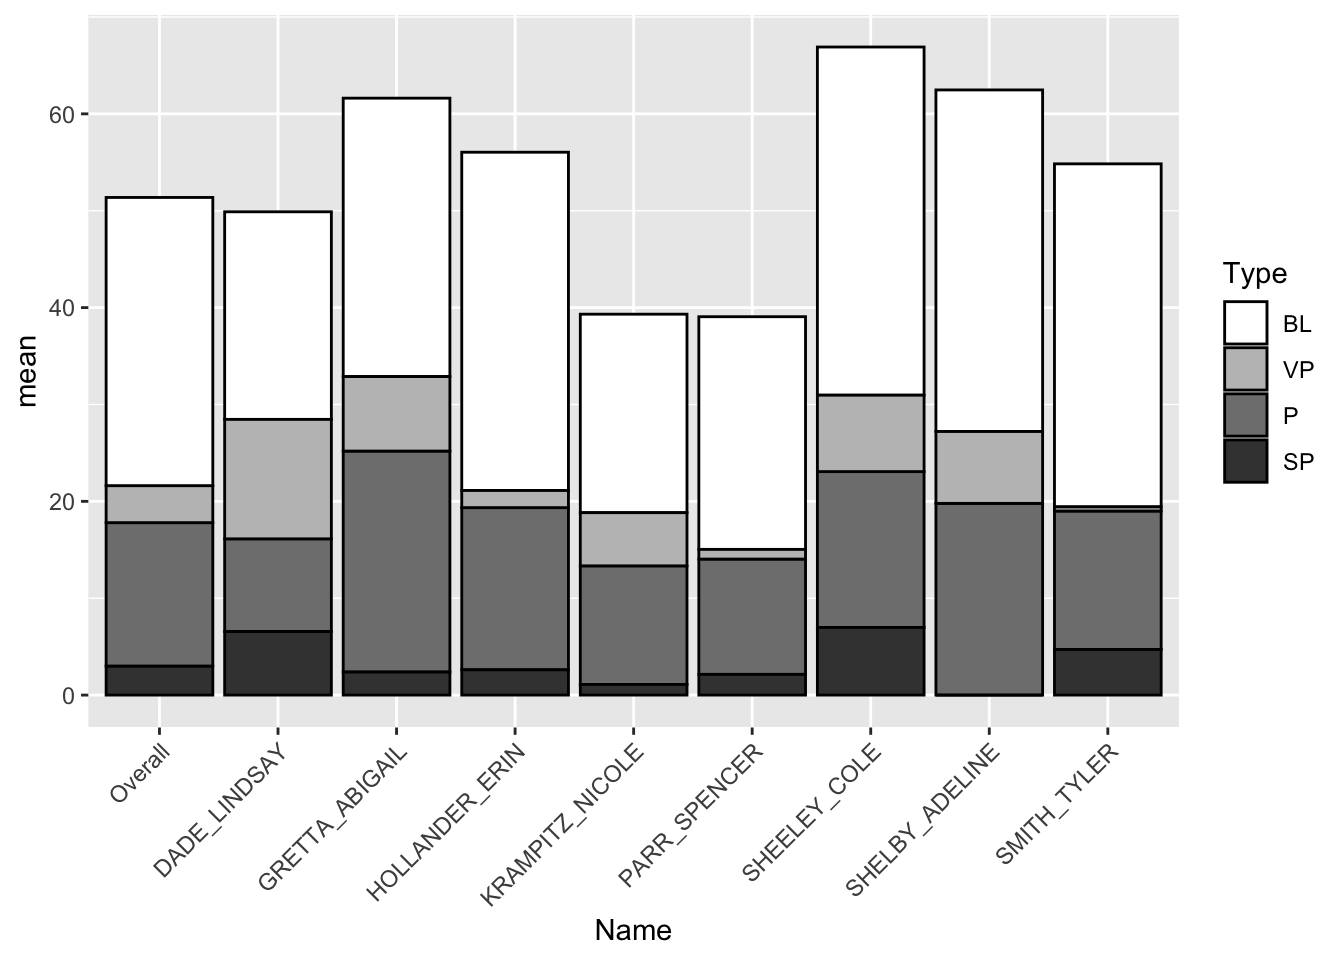 60
40
20
0
mean
Overall
DADE_LINDSAY
GRETTA_ABIGAIL
HOLLANDER_ERIN
KRAMPITZ_NICOLE
PARR_SPENCER
SHEELEY_COLE
SHELBY_ADELINE
SMITH_TYLER
Name
Type
BL
VP
P
SP